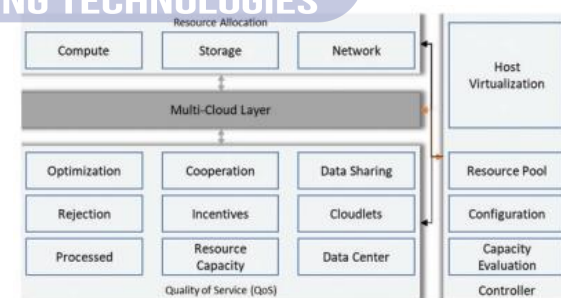 NG TECHNOLOGIES
Resource Allocation
Compute
Storage
Network
Host
Virtualization
Multi-Cloud Layer
Optimization
Cooperation
Data Sharing
Resource Pool
Rejection
Incentives
Cloudlets
Configuration
Processed
Resource
Capacity
Data Center
Capacity
Evaluation
Quality of Service (QoS)
Controller